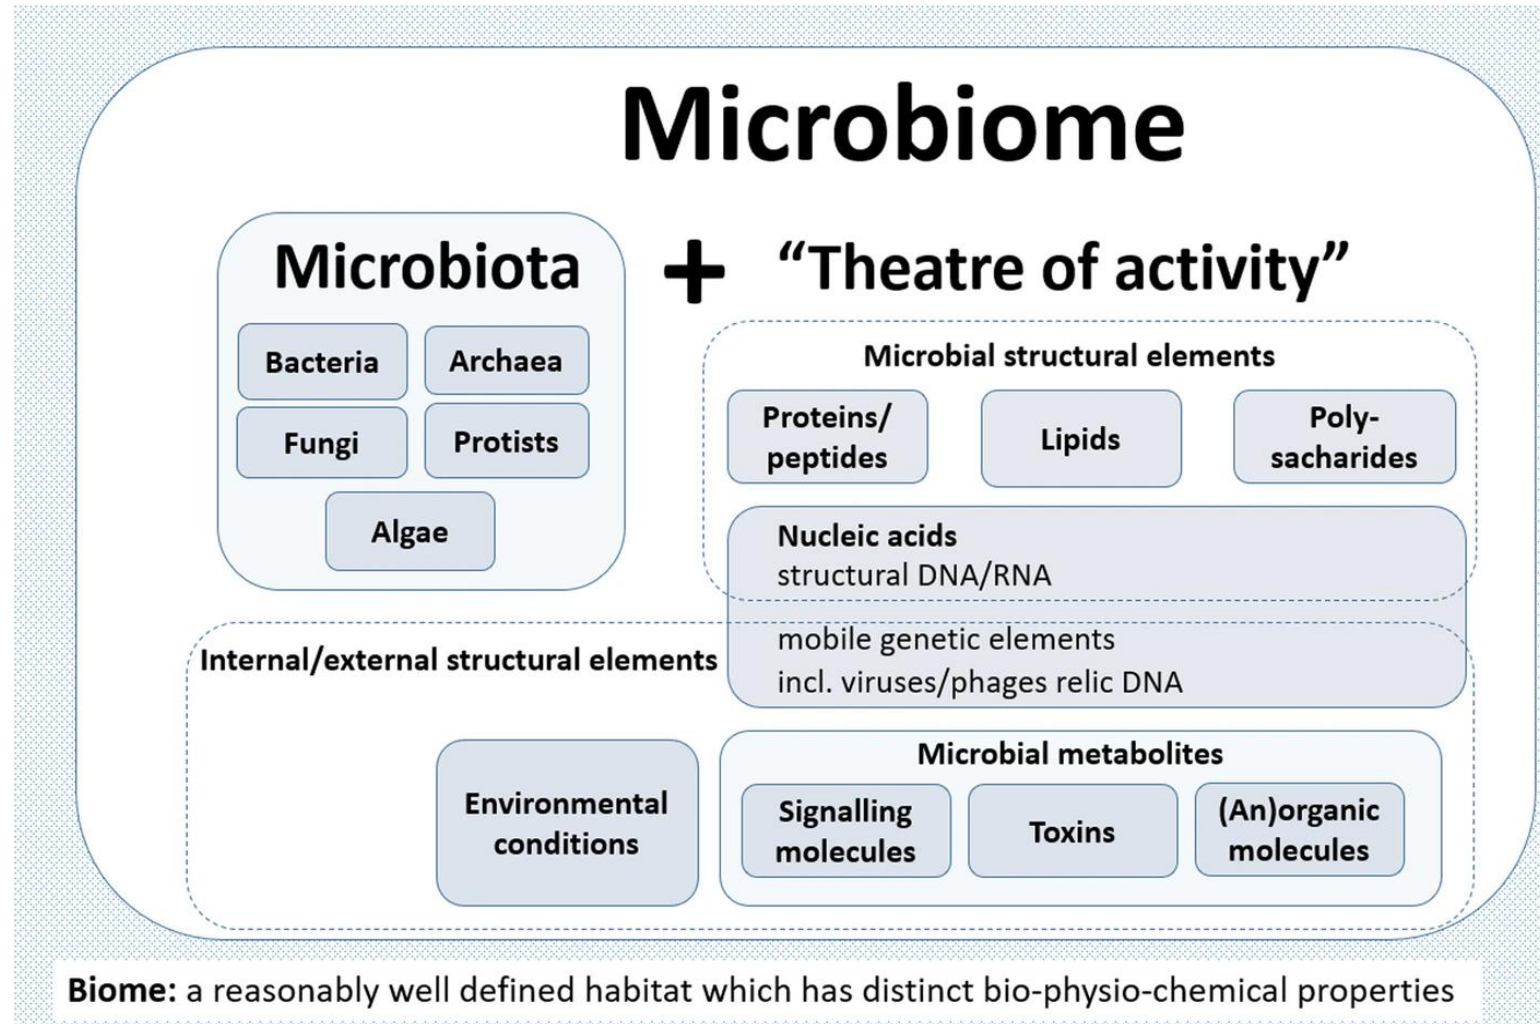 Microbiome
Microbiota
+
“Theatre of activity”
Bacteria
Archaea
Fungi
Protists
Algae
Microbial structural elements
Proteins/
peptides
Lipids
Poly-
sacharides
Nucleic acids
structural DNA/RNA
mobile genetic elements
incl. viruses/phages relic DNA
Internal/external structural elements
Environmental
conditions
Microbial metabolites
Signalling
molecules
Toxins
(An)organic
molecules
Biome: a reasonably well defined habitat which has distinct bio-physio-chemical properties